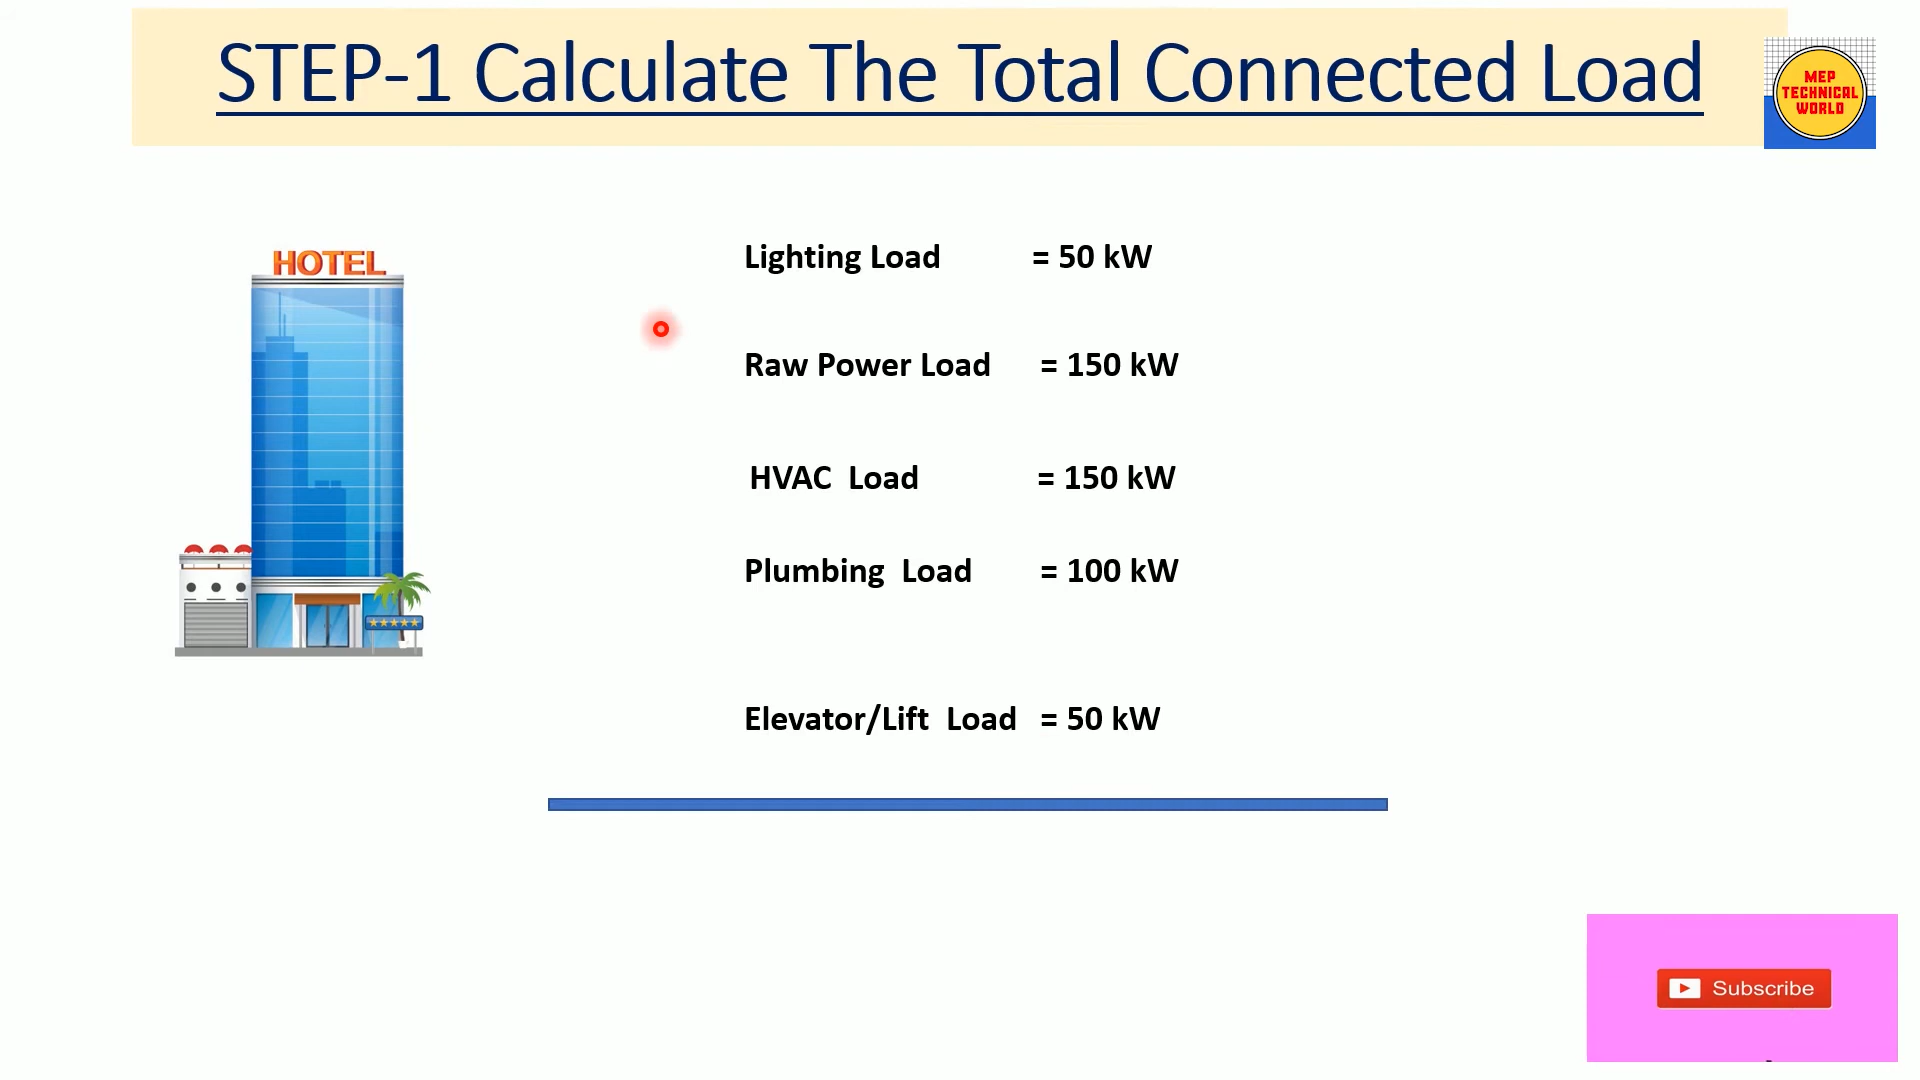 STEP-1 Calculate The Total Connected Load
MEP
TECHNICAL
WORLD
HOTEL
Lighting Load = 50 kW
Raw Power Load = 150 kW
HVAC Load = 150 kW
Plumbing Load = 100 kW
Elevator/Lift Load = 50 kW
Subscribe